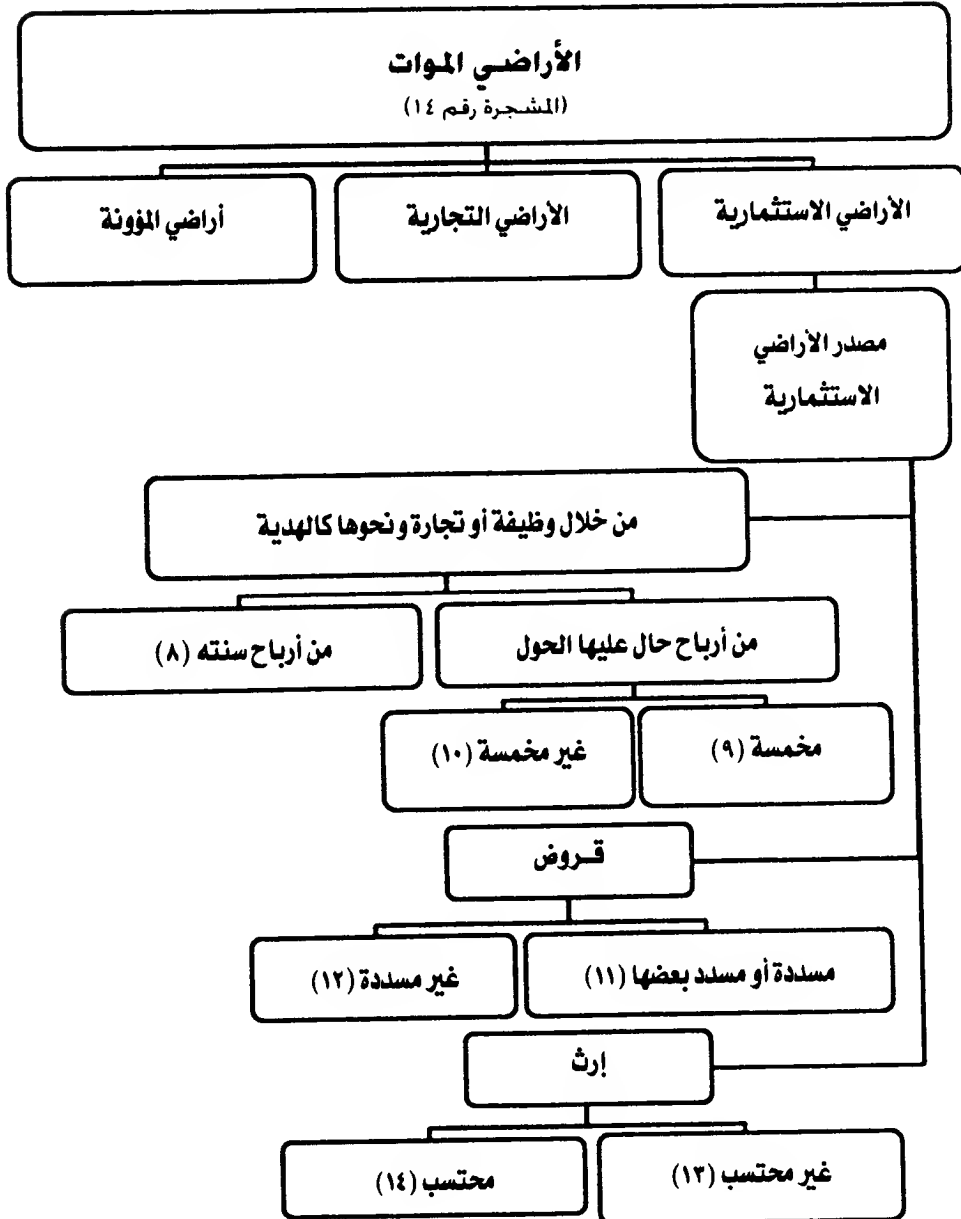 الأراضي الموات
(المشجرة رقم ١٤)
الأراضي الاستثمارية
الأراضي التجارية
أراضي المؤونة
مصدر الأراضي
الاستثمارية
من خلال وظيفة أو تجارة ونحوها كالهدية
من أرباح حال عليها الحول
من أرباح سنته (٨)
مخمسة (٩)
غير مخمسة (١٠)
قروض
مسددة أو مسدد بعضها (١١)
غير مسددة (١٢)
إرث
غير محتسب (١٣)
محتسب (١٤)